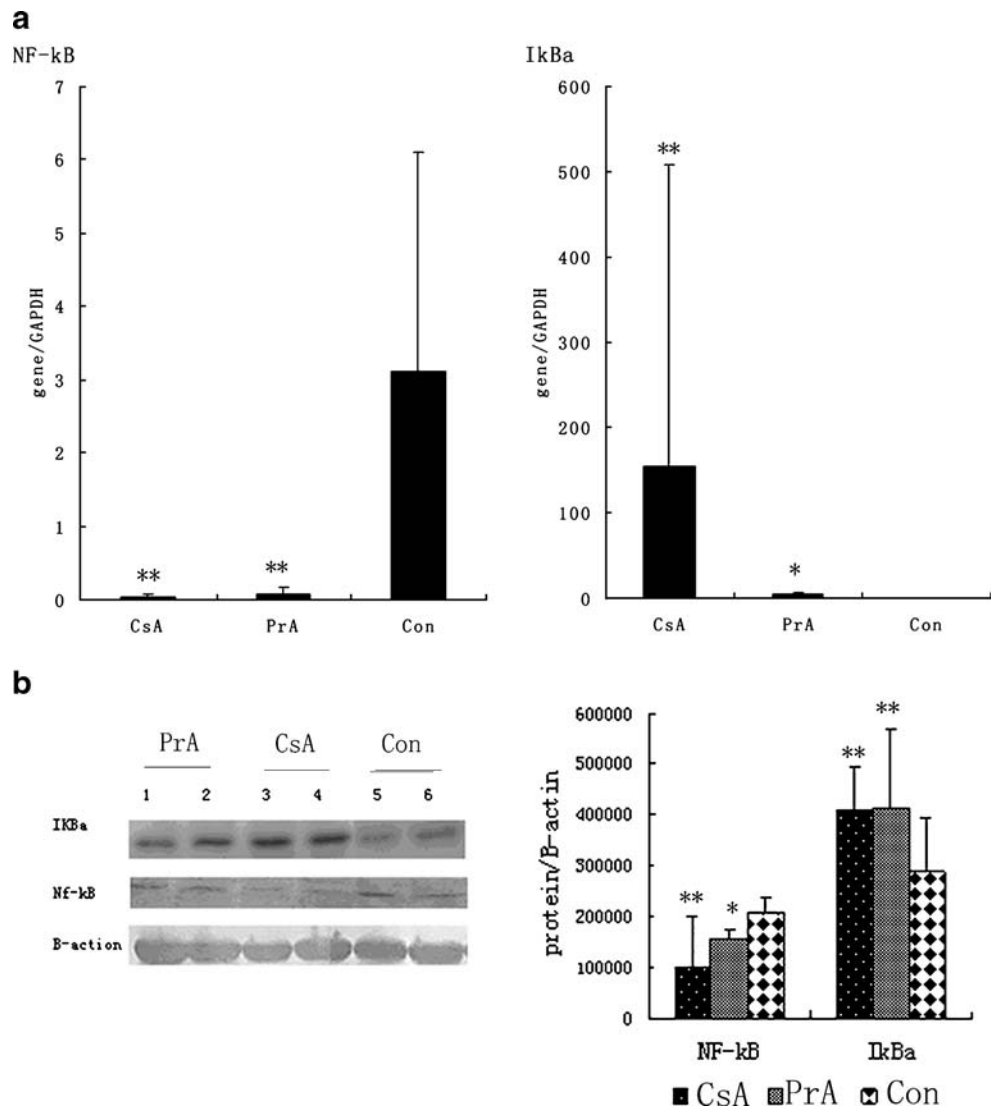 a
NF-kB
IkBa
7
6
5
4
3
2
1
0
gene/GAPDH
**
**
CsA
PrA
Con
600
500
400
300
200
100
0
gene/GAPDH
**
*
CsA
PrA
Con
b
PrA
CsA
Con
1 2 3 4 5 6
IKBa
Nf-kB
B-action
600000
500000
400000
300000
200000
100000
0
protein/B-actin
**
*
**
**
NF-kB
IkBa
CsA
PrA
Con